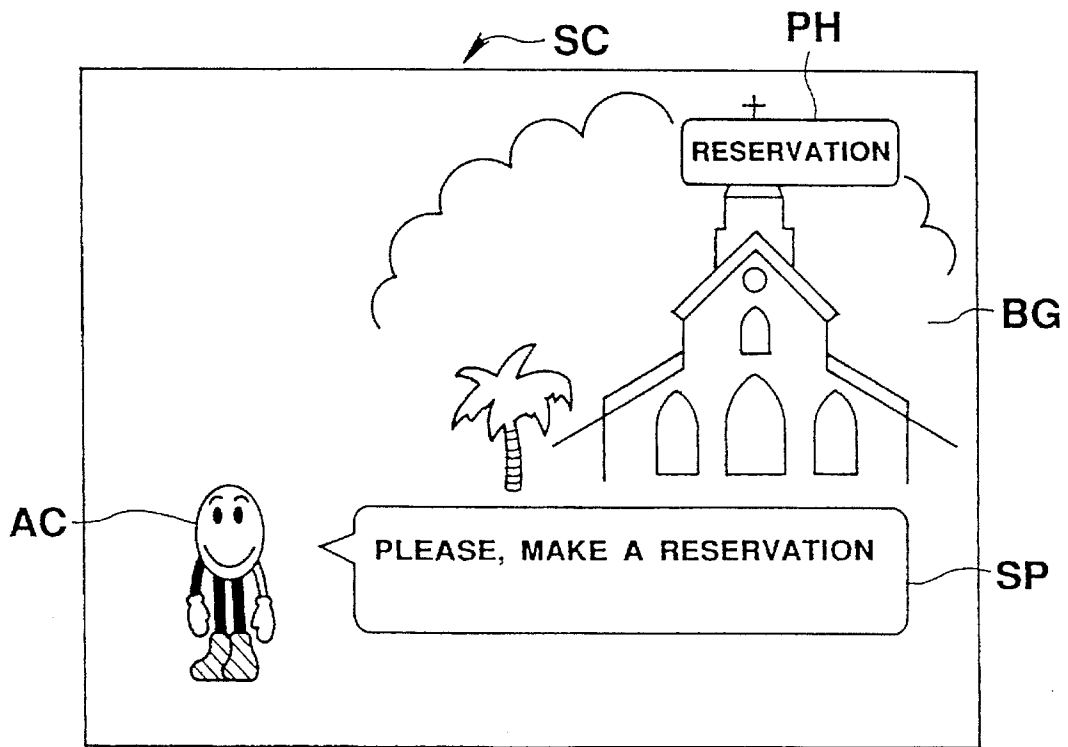 SC
PH
RESERVATION
BG
AC
PLEASE, MAKE A RESERVATION
SP